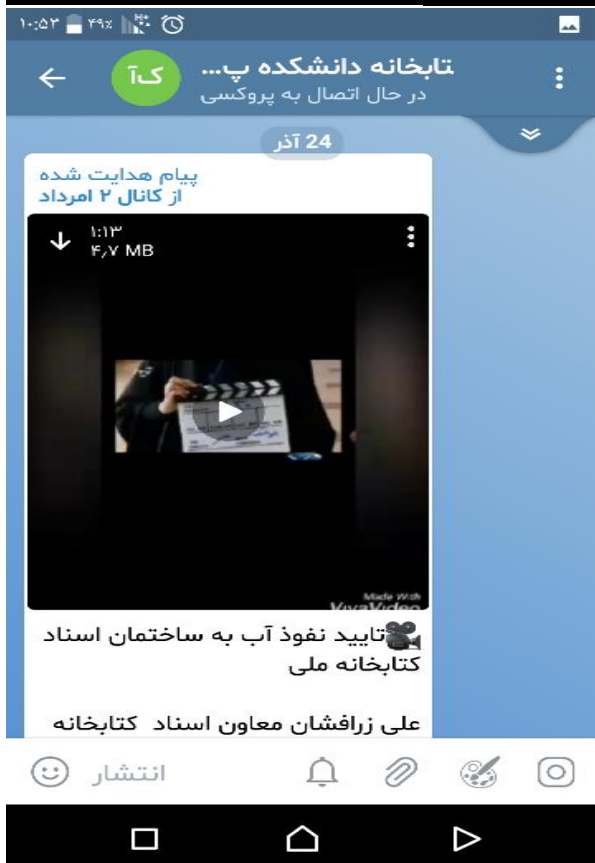 ۱۰:۵۳ ۴۹٪ H+
تابخانه دانشکده پ...
کآ
در حال اتصال به پروکسی
24 آذر
پیام هدایت شده
از کانال ۲ امرداد
۱:۱۳
۴٫۷ MB
Made With
VivaVideo
تایید نفوذ آب به ساختمان اسناد
کتابخانه ملی
علی زرافشان معاون اسناد کتابخانه
انتشار